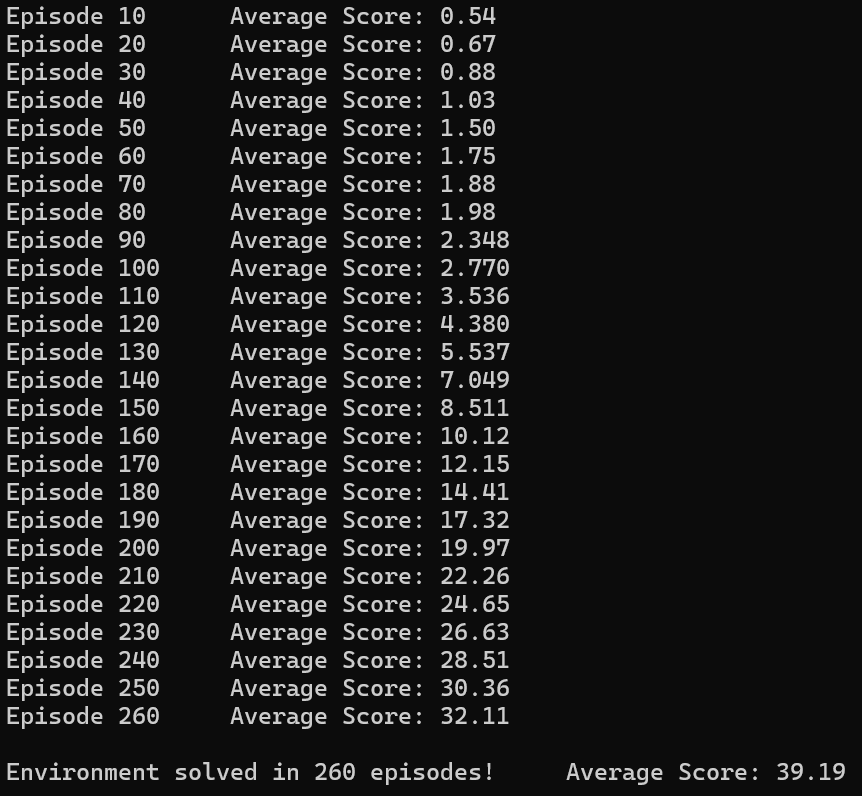 Episode 10 Average Score: 0.54
Episode 20 Average Score: 0.67
Episode 30 Average Score: 0.88
Episode 40 Average Score: 1.03
Episode 50 Average Score: 1.50
Episode 60 Average Score: 1.75
Episode 70 Average Score: 1.88
Episode 80 Average Score: 1.98
Episode 90 Average Score: 2.348
Episode 100 Average Score: 2.770
Episode 110 Average Score: 3.536
Episode 120 Average Score: 4.380
Episode 130 Average Score: 5.537
Episode 140 Average Score: 7.049
Episode 150 Average Score: 8.511
Episode 160 Average Score: 10.12
Episode 170 Average Score: 12.15
Episode 180 Average Score: 14.41
Episode 190 Average Score: 17.32
Episode 200 Average Score: 19.97
Episode 210 Average Score: 22.26
Episode 220 Average Score: 24.65
Episode 230 Average Score: 26.63
Episode 240 Average Score: 28.51
Episode 250 Average Score: 30.36
Episode 260 Average Score: 32.11
Environment solved in 260 episodes! Average Score: 39.19